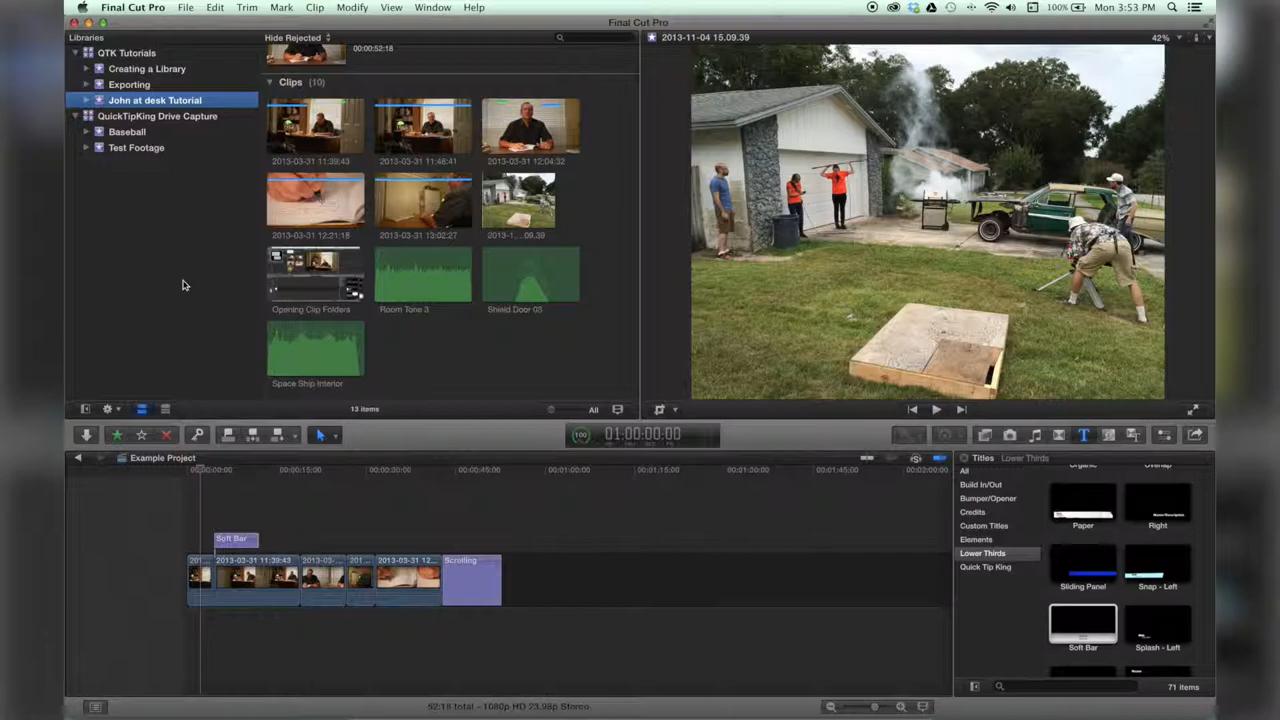 Final Cut Pro File Edit Trim Mark Clip Modify View Window Help 100% Mon 3:53 PM
Final Cut Pro
Libraries Hide Rejected 2013-11-04 15.09.39 42%
QTK Tutorials 00:00:52:18
Creating a Library
Exporting
John at desk Tutorial
QuickTipKing Drive Capture
Baseball
Test Footage
Clips (10)
2013-03-31 11:39:43 2013-03-31 11:48:41 2013-03-31 12:04:32
2013-03-31 12:21:18 2013-03-31 13:02:27 2013-1...09.39
Opening Clip Folders Room Tone 3 Shield Door 03
Space Ship Interior
13 items All
100 01:00:00:00
Example Project
00:00:00:00 00:00:15:00 00:00:30:00 00:00:45:00 00:01:00:00 00:01:15:00 00:01:30:00 00:01:45:00 00:02:00:00
Soft Bar
201... 2013-03-31 11:39:43 2013-03-... 201... 2013-03-31 12... Scrolling
Titles Lower Thirds
All
Build In/Out
Bumper/Opener
Credits
Custom Titles
Elements
Lower Thirds
Quick Tip King
Organic Overlap
Paper Right
Sliding Panel Snap - Left
Soft Bar Splash - Left
71 items
52:18 total - 1080p HD 23.98p Stereo